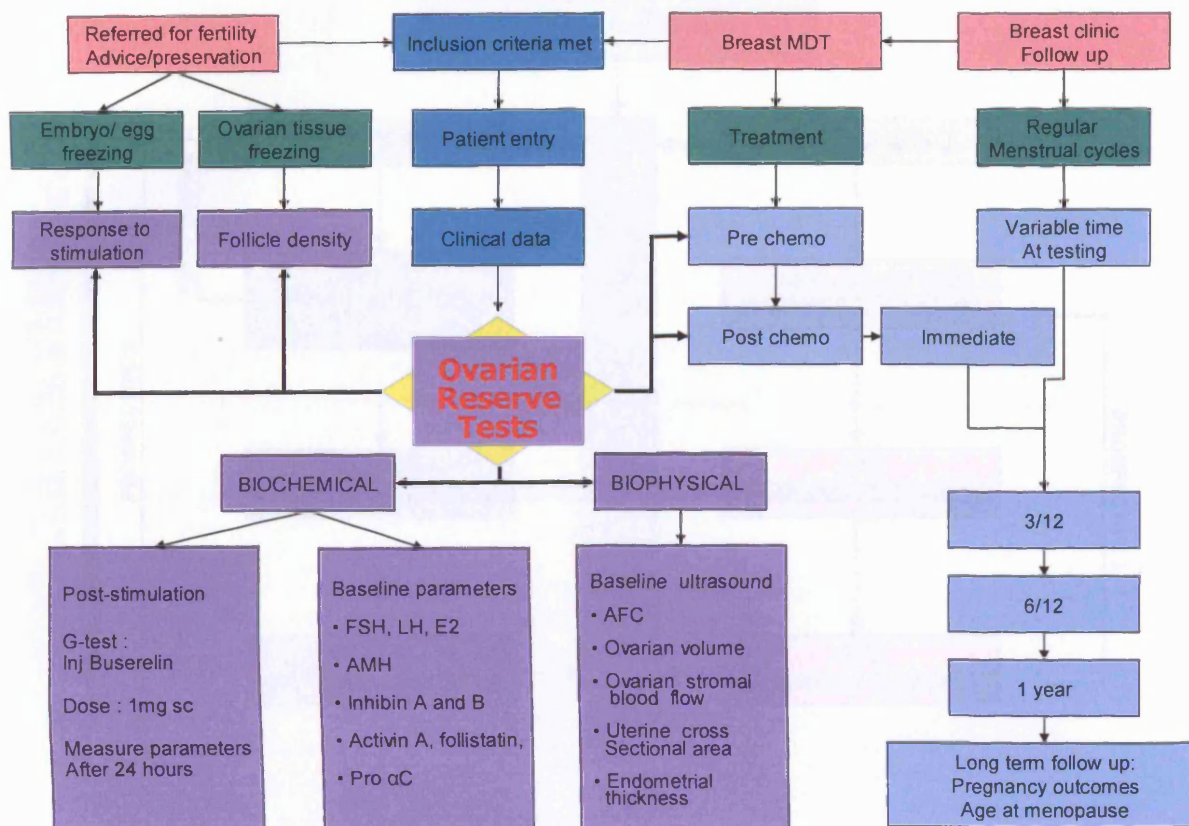 Referred for fertility
Advice/preservation
Inclusion criteria met
Breast MDT
Breast clinic
Follow up
Embryo/ egg
freezing
Ovarian tissue
freezing
Patient entry
Treatment
Regular
Menstrual cycles
Response to
stimulation
Follicle density
Clinical data
Pre chemo
Variable time
At testing
Post chemo
Immediate
Ovarian
Reserve
Tests
BIOCHEMICAL
BIOPHYSICAL
Post-stimulation
G-test :
Inj Buserelin
Dose : 1mg sc
Measure parameters
After 24 hours
Baseline parameters
• FSH, LH, E2
• AMH
• Inhibin A and B
• Activin A, follistatin,
• Pro αC
Baseline ultrasound
• AFC
• Ovarian volume
• Ovarian stromal
blood flow
• Uterine cross
Sectional area
• Endometrial
thickness
3/12
6/12
1 year
Long term follow up:
Pregnancy outcomes
Age at menopause